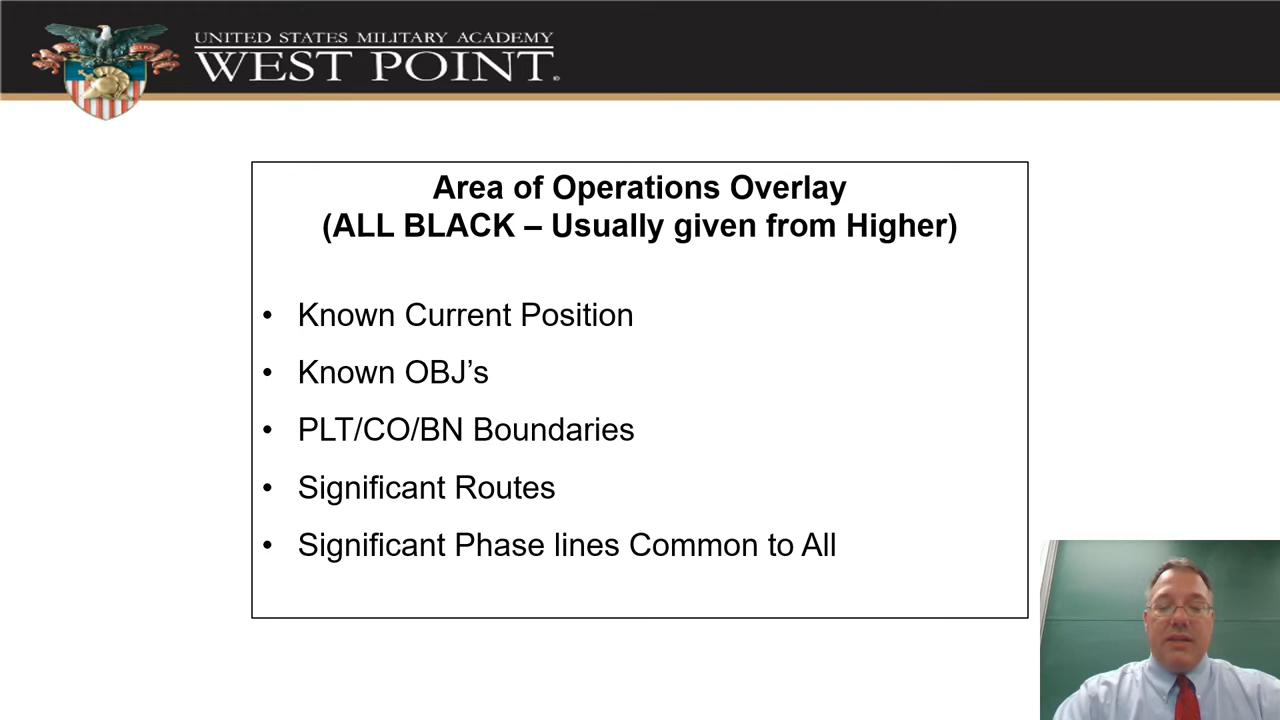 UNITED STATES MILITARY ACADEMY
WEST POINT.
Area of Operations Overlay
(ALL BLACK – Usually given from Higher)
• Known Current Position
• Known OBJ’s
• PLT/CO/BN Boundaries
• Significant Routes
• Significant Phase lines Common to All